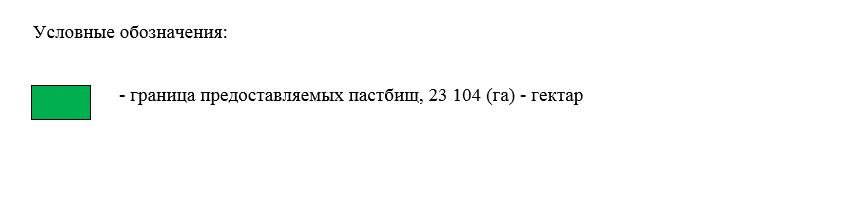 Условные обозначения:
- граница предоставляемых пастбищ, 23 104 (га) - гектар